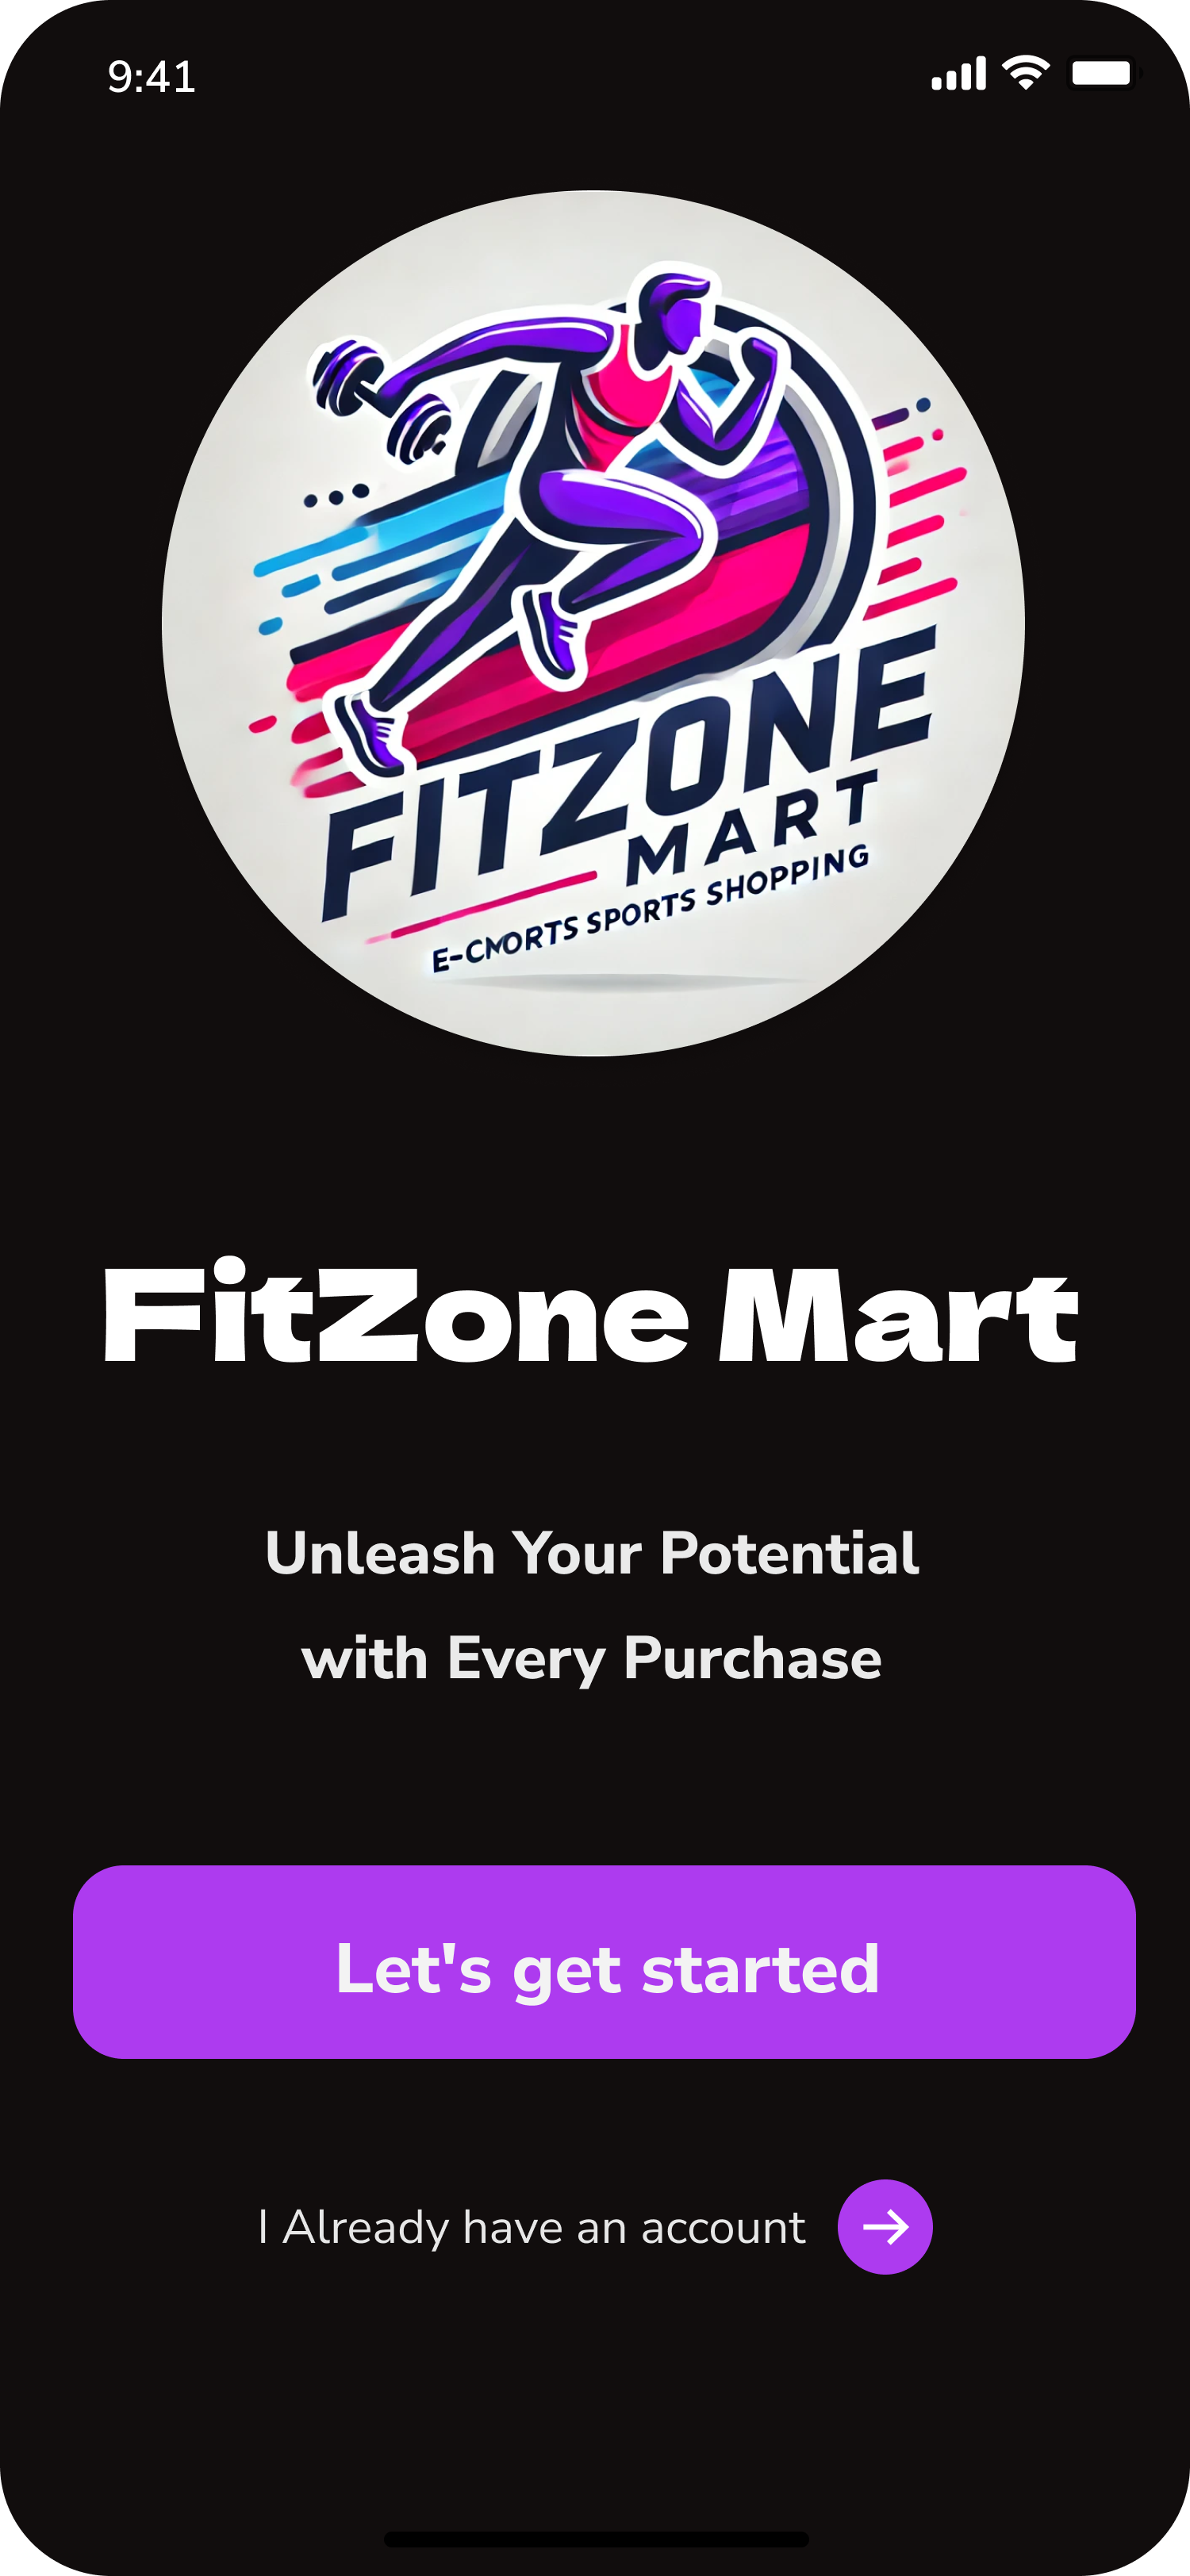 9:41
FITZONE
MART
E-CMORTS SPORTS SHOPPING
FitZone Mart
Unleash Your Potential
with Every Purchase
Let's get started
I Already have an account